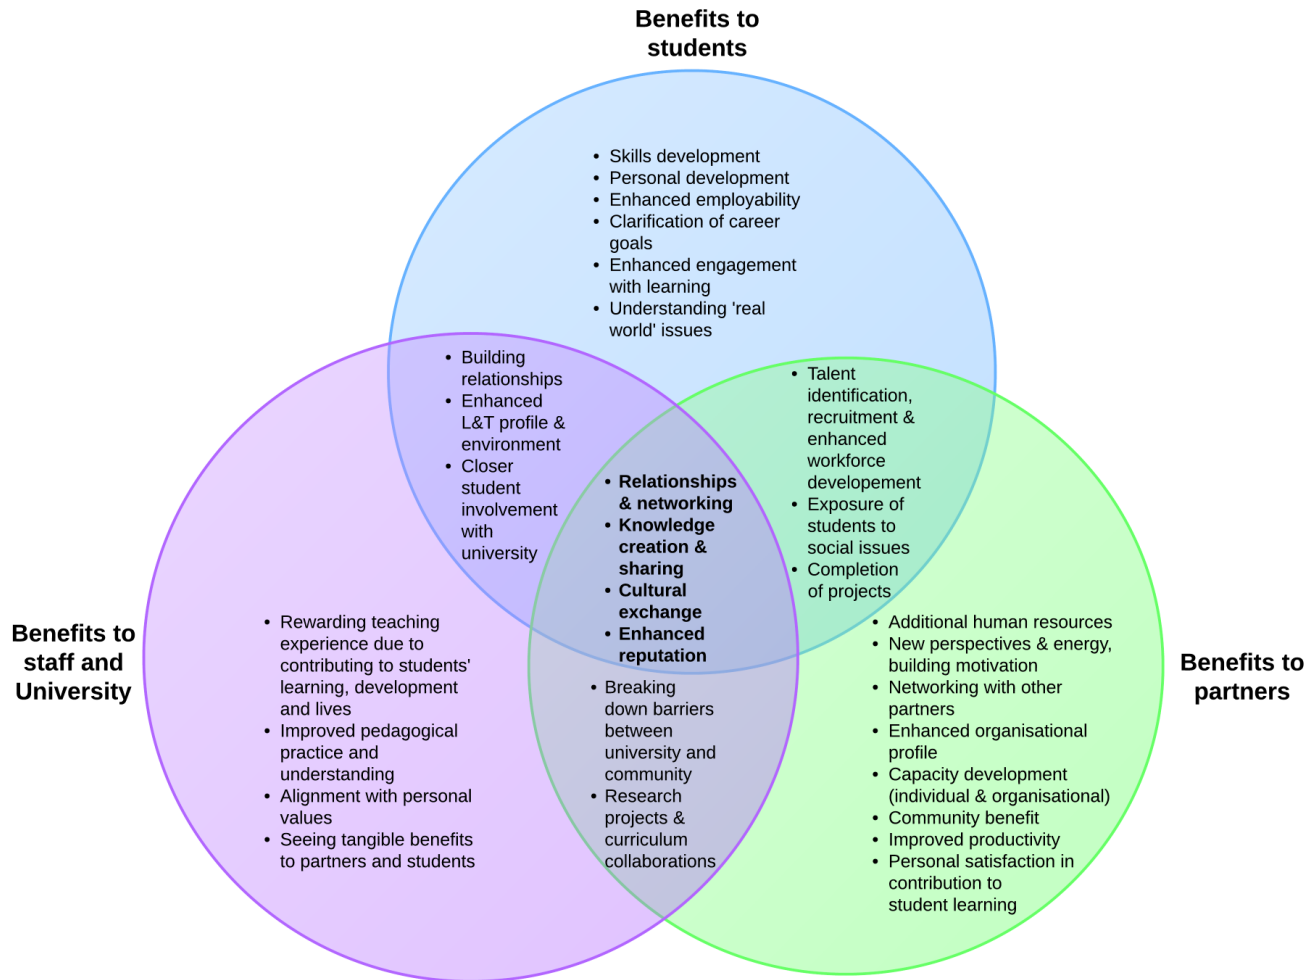 Benefits to
students
• Skills development
• Personal development
• Enhanced employability
• Clarification of career
goals
• Enhanced engagement
with learning
• Understanding 'real
world' issues
• Building
relationships
• Enhanced
L&T profile &
environment
• Closer
student
involvement
with
university
• Talent
identification,
recruitment &
enhanced
workforce
developement
• Exposure of
students to
social issues
• Completion
of projects
• Relationships
& networking
• Knowledge
creation &
sharing
• Cultural
exchange
• Enhanced
reputation
Benefits to
staff and
University
• Rewarding teaching
experience due to
contributing to students'
learning, development
and lives
• Improved pedagogical
practice and
understanding
• Alignment with personal
values
• Seeing tangible benefits
to partners and students
• Breaking
down barriers
between
university and
community
• Research
projects &
curriculum
collaborations
• Additional human resources
• New perspectives & energy,
building motivation
• Networking with other
partners
• Enhanced organisational
profile
• Capacity development
(individual & organisational)
• Community benefit
• Improved productivity
• Personal satisfaction in
contribution to
student learning
Benefits to
partners